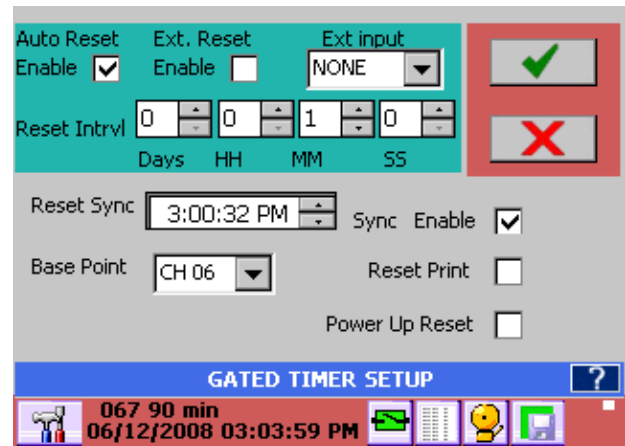 Auto Reset Ext. Reset Ext input
Enable Enable NONE
Reset Intrvl 0 0 1 0
Days HH MM SS
Reset Sync 3:00:32 PM Sync Enable
Base Point CH 06 Reset Print
Power Up Reset
GATED TIMER SETUP ?
067 90 min
06/12/2008 03:03:59 PM